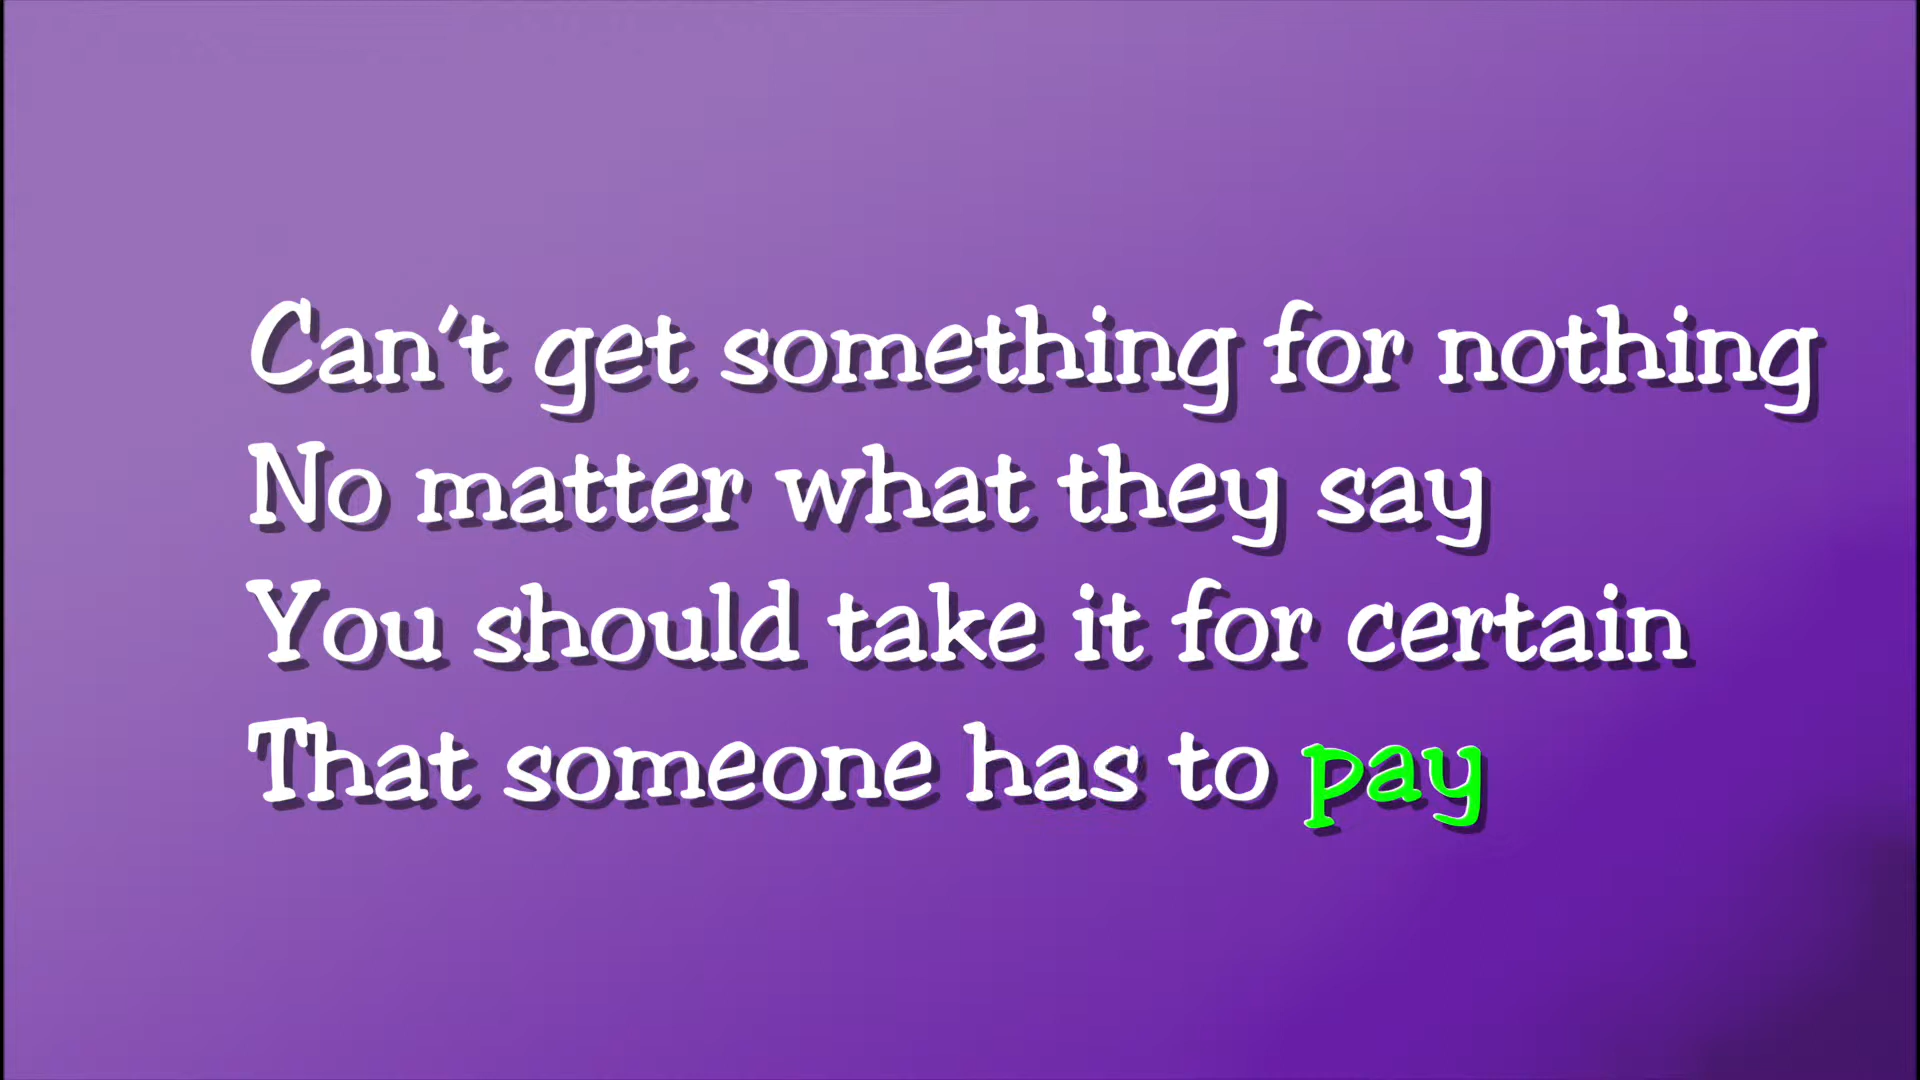 Can't get something for nothing
No matter what they say
You should take it for certain
That someone has to pay